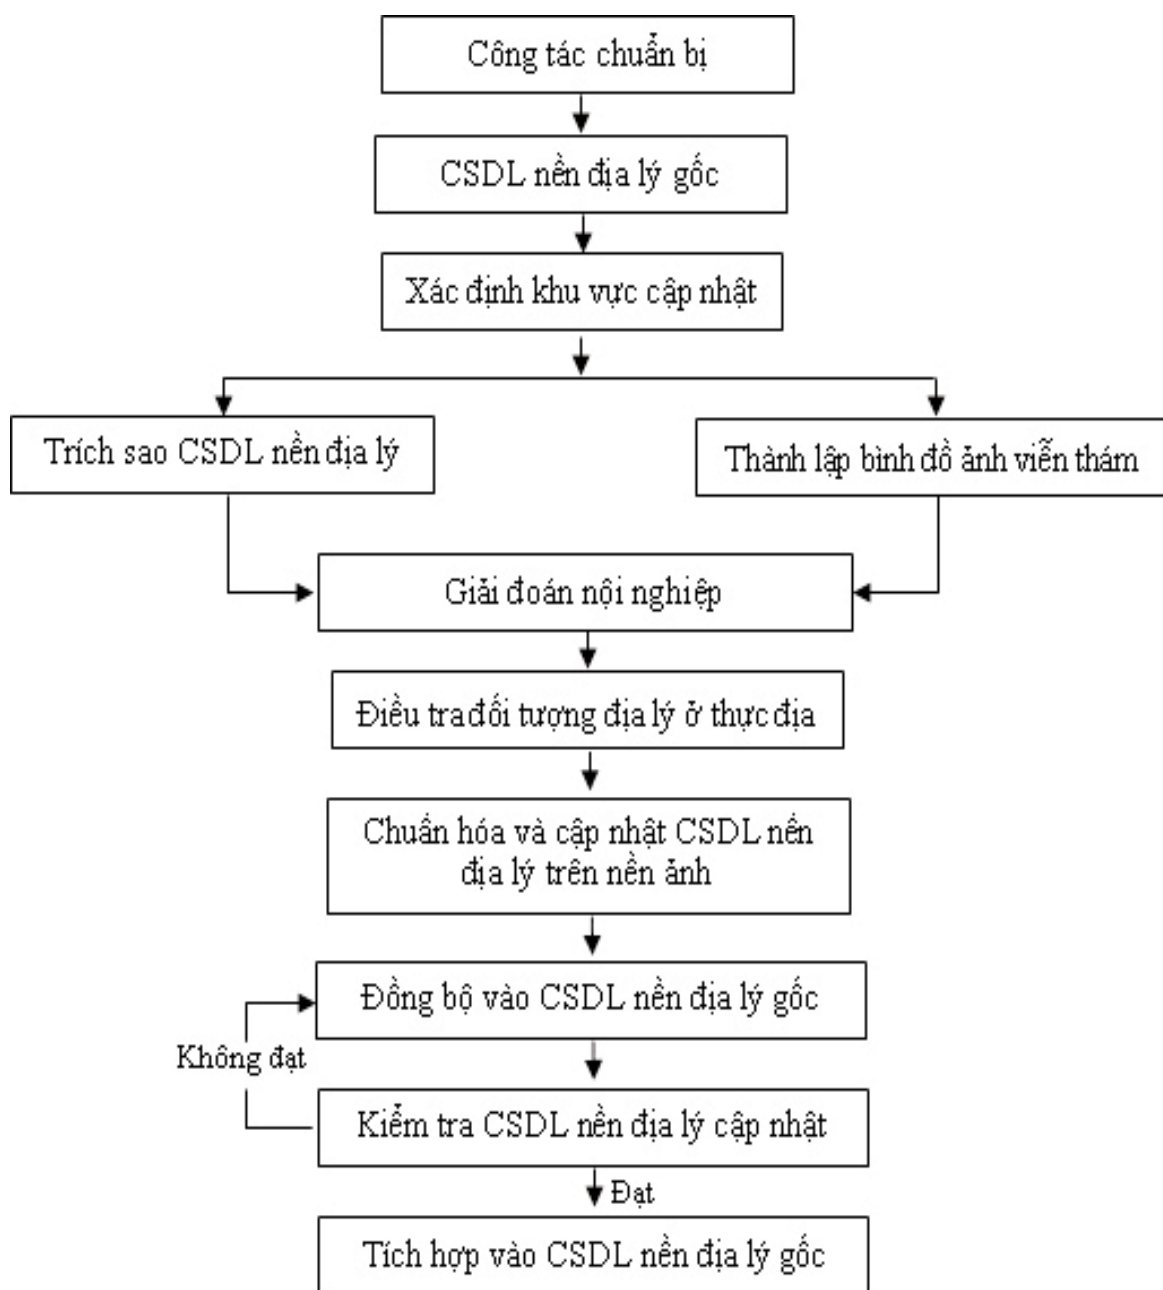 Công tác chuẩn bị
CSDL nền địa lý gốc
Xác định khu vực cập nhật
Trích sao CSDL nền địa lý
Thành lập bình đồ ảnh viễn thám
Giải đoán nội nghiệp
Điều tra đối tượng địa lý ở thực địa
Chuẩn hóa và cập nhật CSDL nền
địa lý trên nền ảnh
Đồng bộ vào CSDL nền địa lý gốc
Không đạt
Kiểm tra CSDL nền địa lý cập nhật
Đạt
Tích hợp vào CSDL nền địa lý gốc